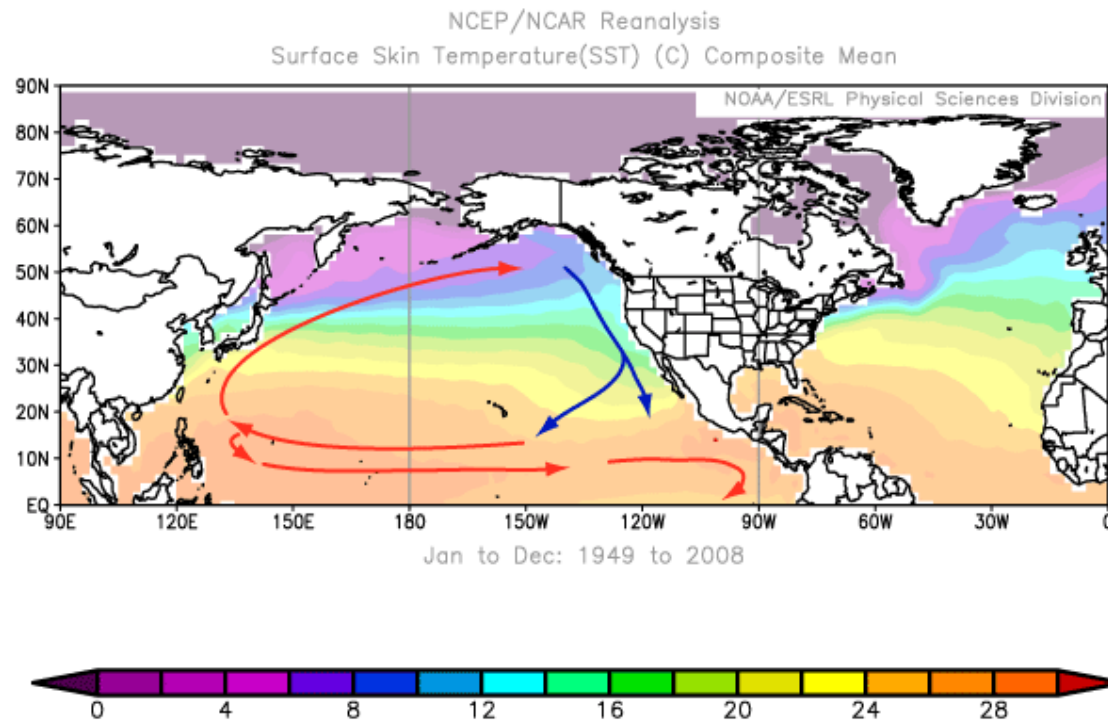 NCEP/NCAR Reanalysis
Surface Skin Temperature(SST) (C) Composite Mean
NOAA/ESRL Physical Sciences Division
90N
80N
70N
60N
50N
40N
30N
20N
10N
EQ
90E 120E 150E 180 150W 120W 90W 60W 30W 0
Jan to Dec: 1949 to 2008
0 4 8 12 16 20 24 28